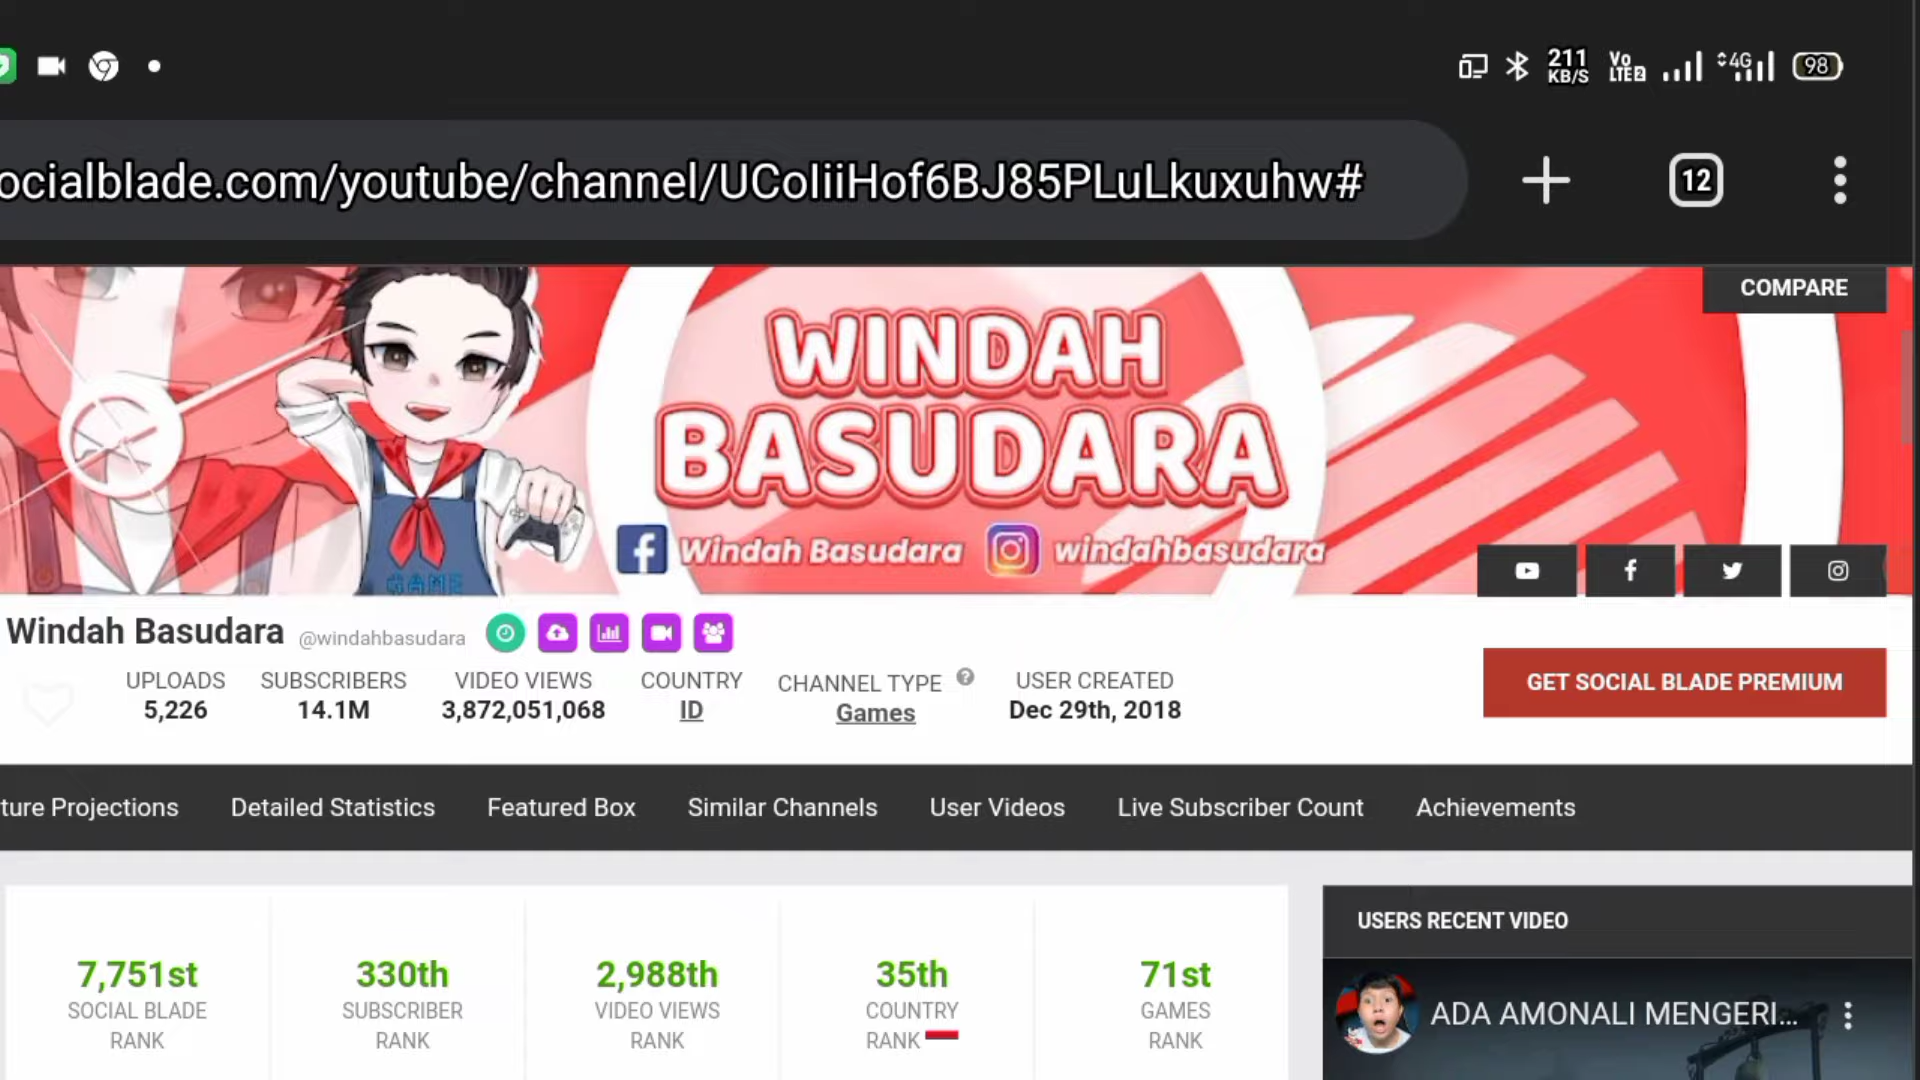 211
KB/S
Vo
LTE2
4G
98
ocialblade.com/youtube/channel/UCoIiiHof6BJ85PLuLkuxuhw#
12
COMPARE
WINDAH
BASUDARA
Windah Basudara
windahbasudara
GAME
Windah Basudara @windahbasudara
UPLOADS
5,226
SUBSCRIBERS
14.1M
VIDEO VIEWS
3,872,051,068
COUNTRY
ID
CHANNEL TYPE
Games
USER CREATED
Dec 29th, 2018
GET SOCIAL BLADE PREMIUM
ture Projections
Detailed Statistics
Featured Box
Similar Channels
User Videos
Live Subscriber Count
Achievements
7,751st
SOCIAL BLADE
RANK
330th
SUBSCRIBER
RANK
2,988th
VIDEO VIEWS
RANK
35th
COUNTRY
RANK
71st
GAMES
RANK
USERS RECENT VIDEO
ADA AMONALI MENGERI...